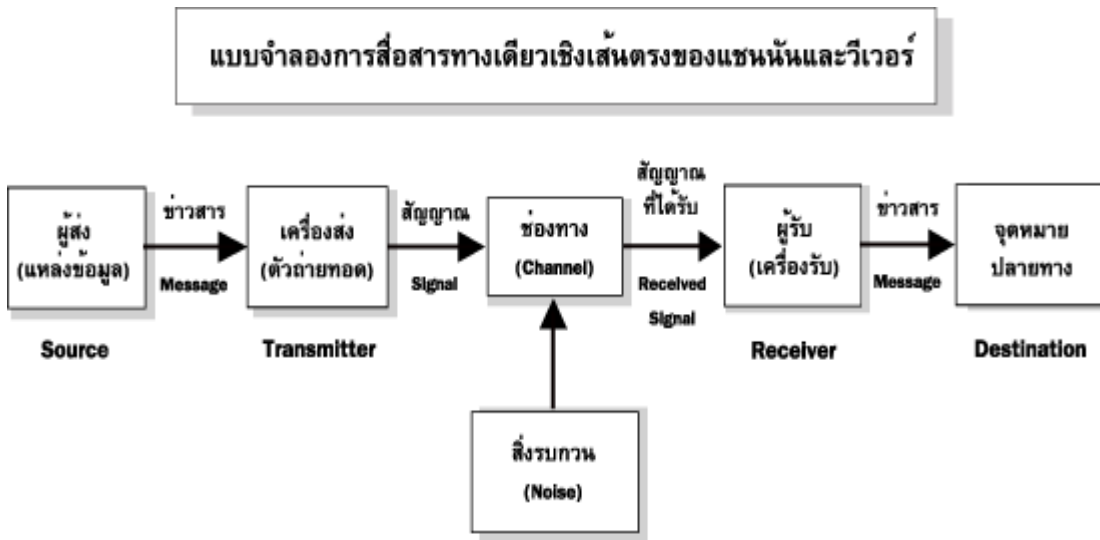 แบบจำลองการสื่อสารทางเดียวเชิงเส้นตรงของแชนนันและวีเวอร์
ผู้ส่ง
(แหล่งข้อมูล)
Source
ข่าวสาร
Message
เครื่องส่ง
(ตัวถ่ายทอด)
Transmitter
สัญญาณ
Signal
ช่องทาง
(Channel)
สัญญาณ
ที่ได้รับ
Received
Signal
ผู้รับ
(เครื่องรับ)
Receiver
ข่าวสาร
Message
จุดหมาย
ปลายทาง
Destination
สิ่งรบกวน
(Noise)